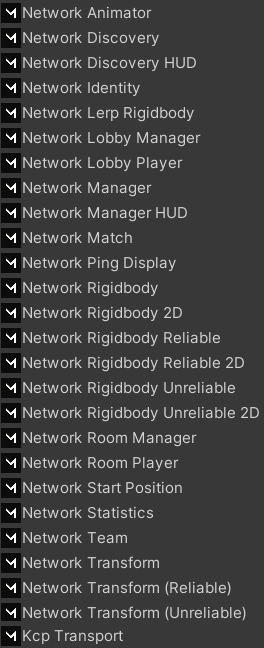 Network Animator
Network Discovery
Network Discovery HUD
Network Identity
Network Lerp Rigidbody
Network Lobby Manager
Network Lobby Player
Network Manager
Network Manager HUD
Network Match
Network Ping Display
Network Rigidbody
Network Rigidbody 2D
Network Rigidbody Reliable
Network Rigidbody Reliable 2D
Network Rigidbody Unreliable
Network Rigidbody Unreliable 2D
Network Room Manager
Network Room Player
Network Start Position
Network Statistics
Network Team
Network Transform
Network Transform (Reliable)
Network Transform (Unreliable)
Kcp Transport